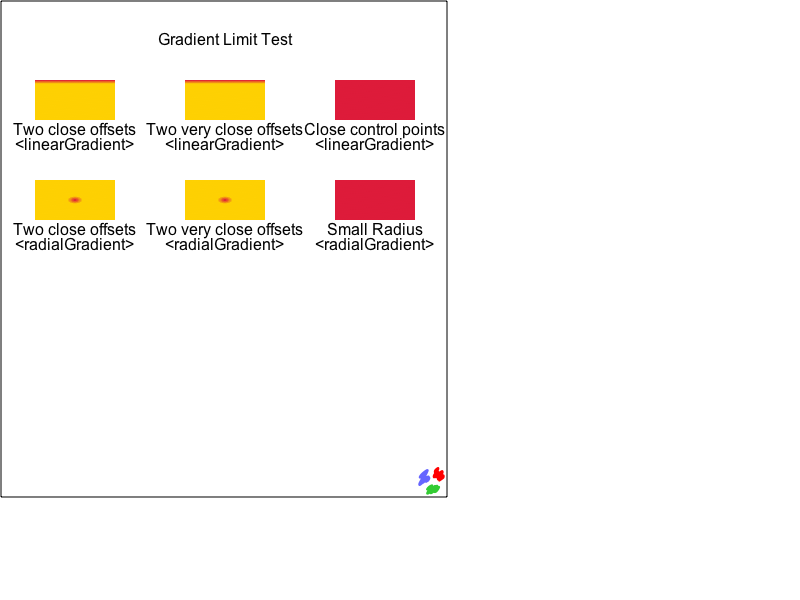 Gradient Limit Test
Two close offsets Two very close offsets Close control points
<linearGradient> <linearGradient> <linearGradient>
Two close offsets Two very close offsets Small Radius
<radialGradient> <radialGradient> <radialGradient>